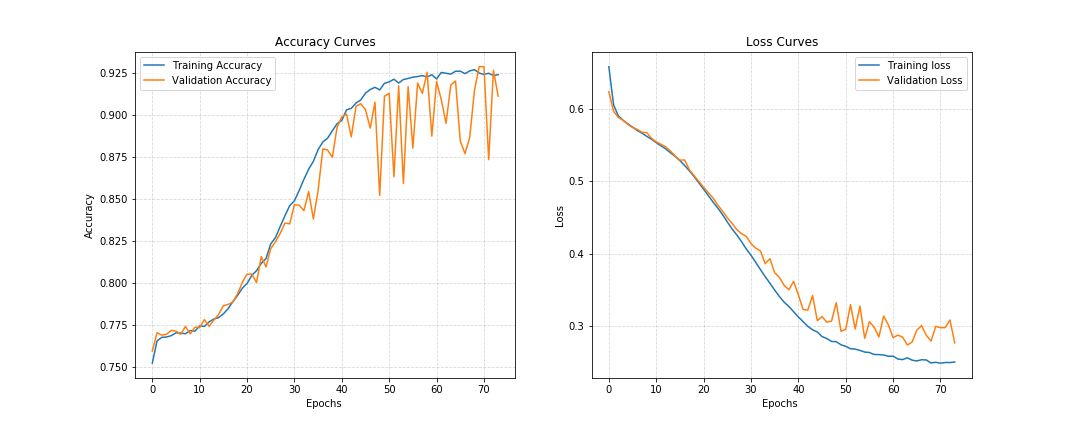 Accuracy Curves
Training Accuracy
Validation Accuracy
0.925
0.900
0.875
0.850
0.825
0.800
0.775
0.750
Accuracy
0 10 20 30 40 50 60 70
Epochs
Loss Curves
Training loss
Validation Loss
0.6
0.5
0.4
0.3
Loss
0 10 20 30 40 50 60 70
Epochs